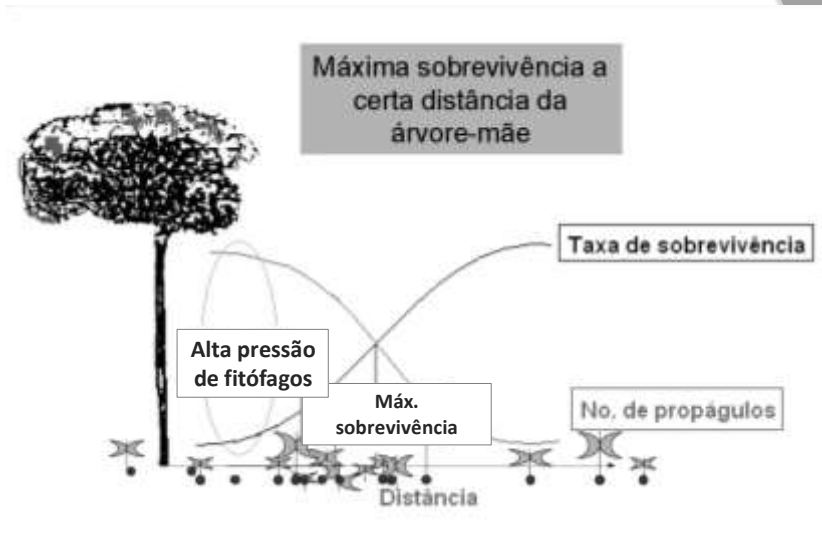 Máxima sobrevivência a
certa distância da
árvore-mãe
Taxa de sobrevivência
Alta pressão
de fitófagos
Máx.
sobrevivência
No. de propágulos
Distância